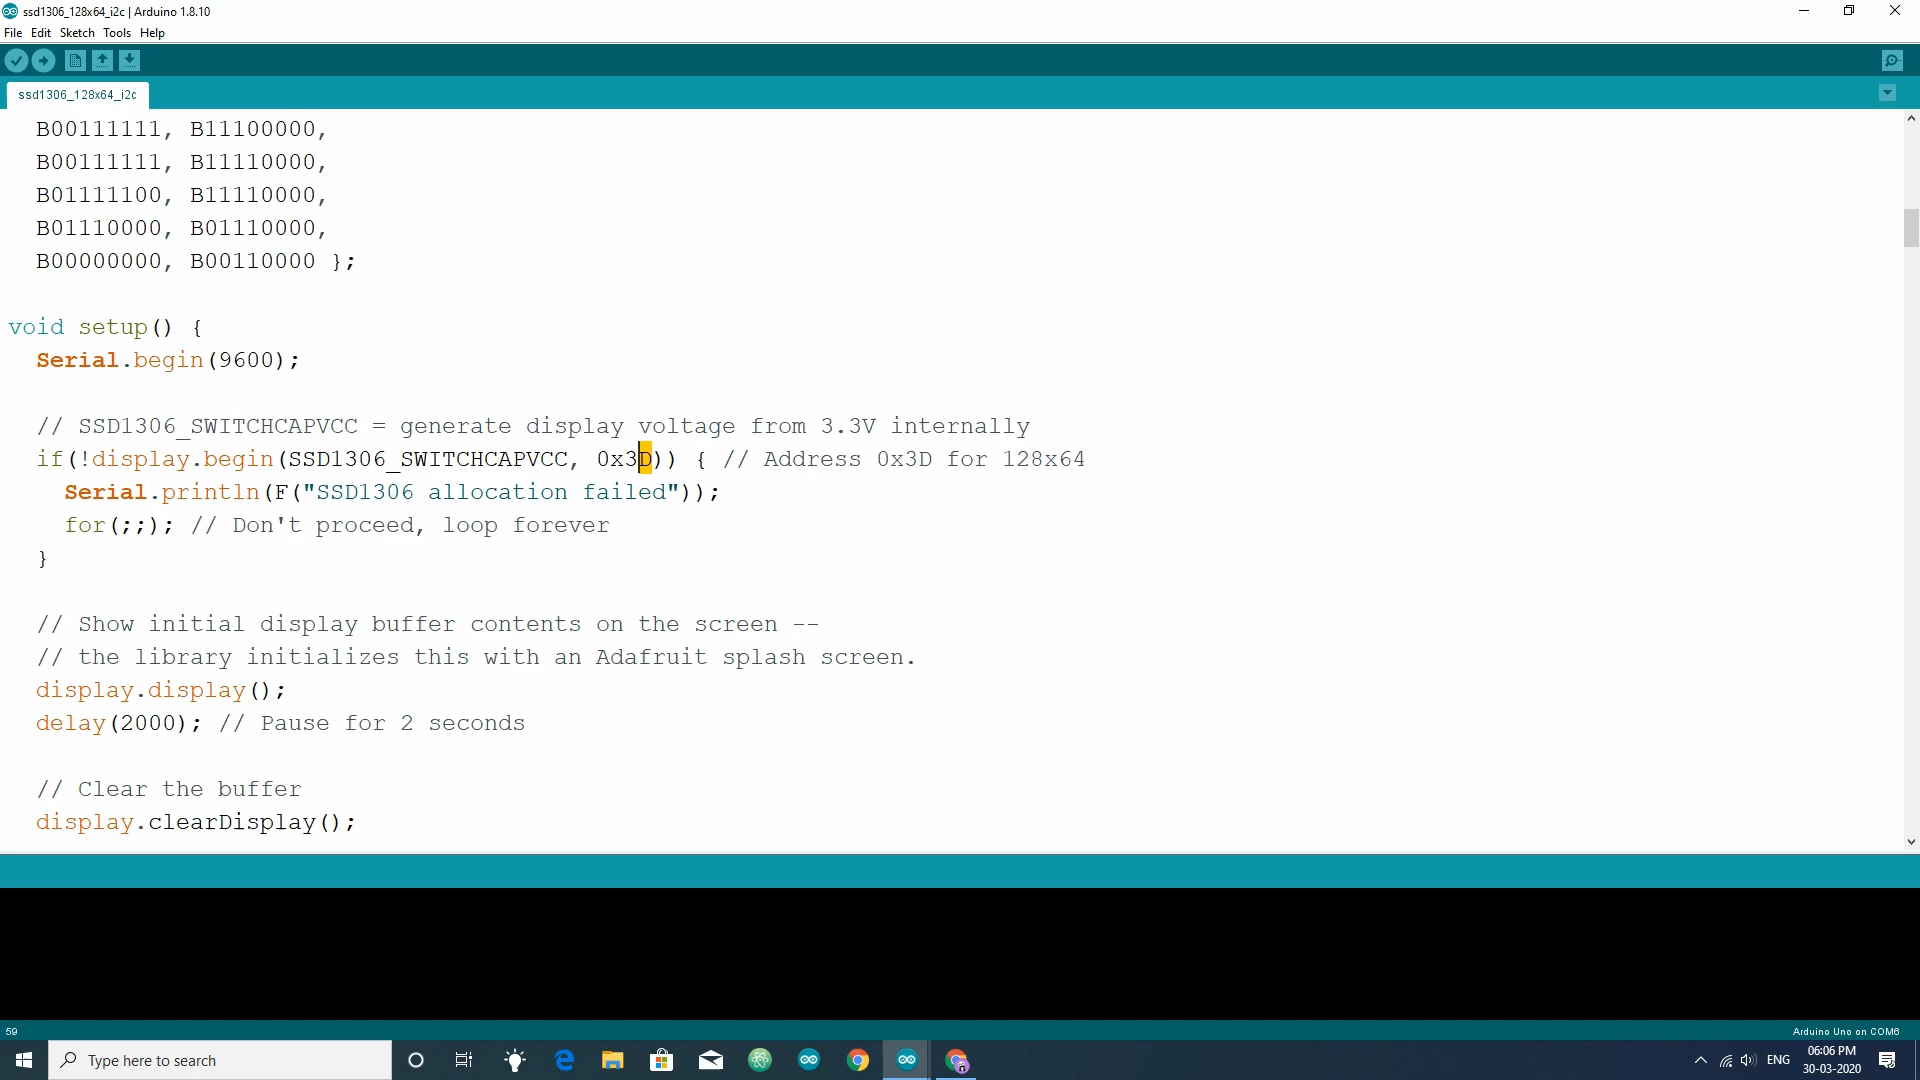 ssd1306_128x64_i2c | Arduino 1.8.10
File Edit Sketch Tools Help
ssd1306_128x64_i2c
B00111111, B11100000,
B00111111, B11110000,
B01111100, B11110000,
B01110000, B01110000,
B00000000, B00110000 };
void setup() {
Serial.begin(9600);
// SSD1306_SWITCHCAPVCC = generate display voltage from 3.3V internally
if(!display.begin(SSD1306_SWITCHCAPVCC, 0x3D)) { // Address 0x3D for 128x64
Serial.println(F("SSD1306 allocation failed"));
for(;;); // Don't proceed, loop forever
}
// Show initial display buffer contents on the screen --
// the library initializes this with an Adafruit splash screen.
display.display();
delay(2000); // Pause for 2 seconds
// Clear the buffer
display.clearDisplay();
59
Arduino Uno on COM6
Type here to search
ENG
06:06 PM
30-03-2020